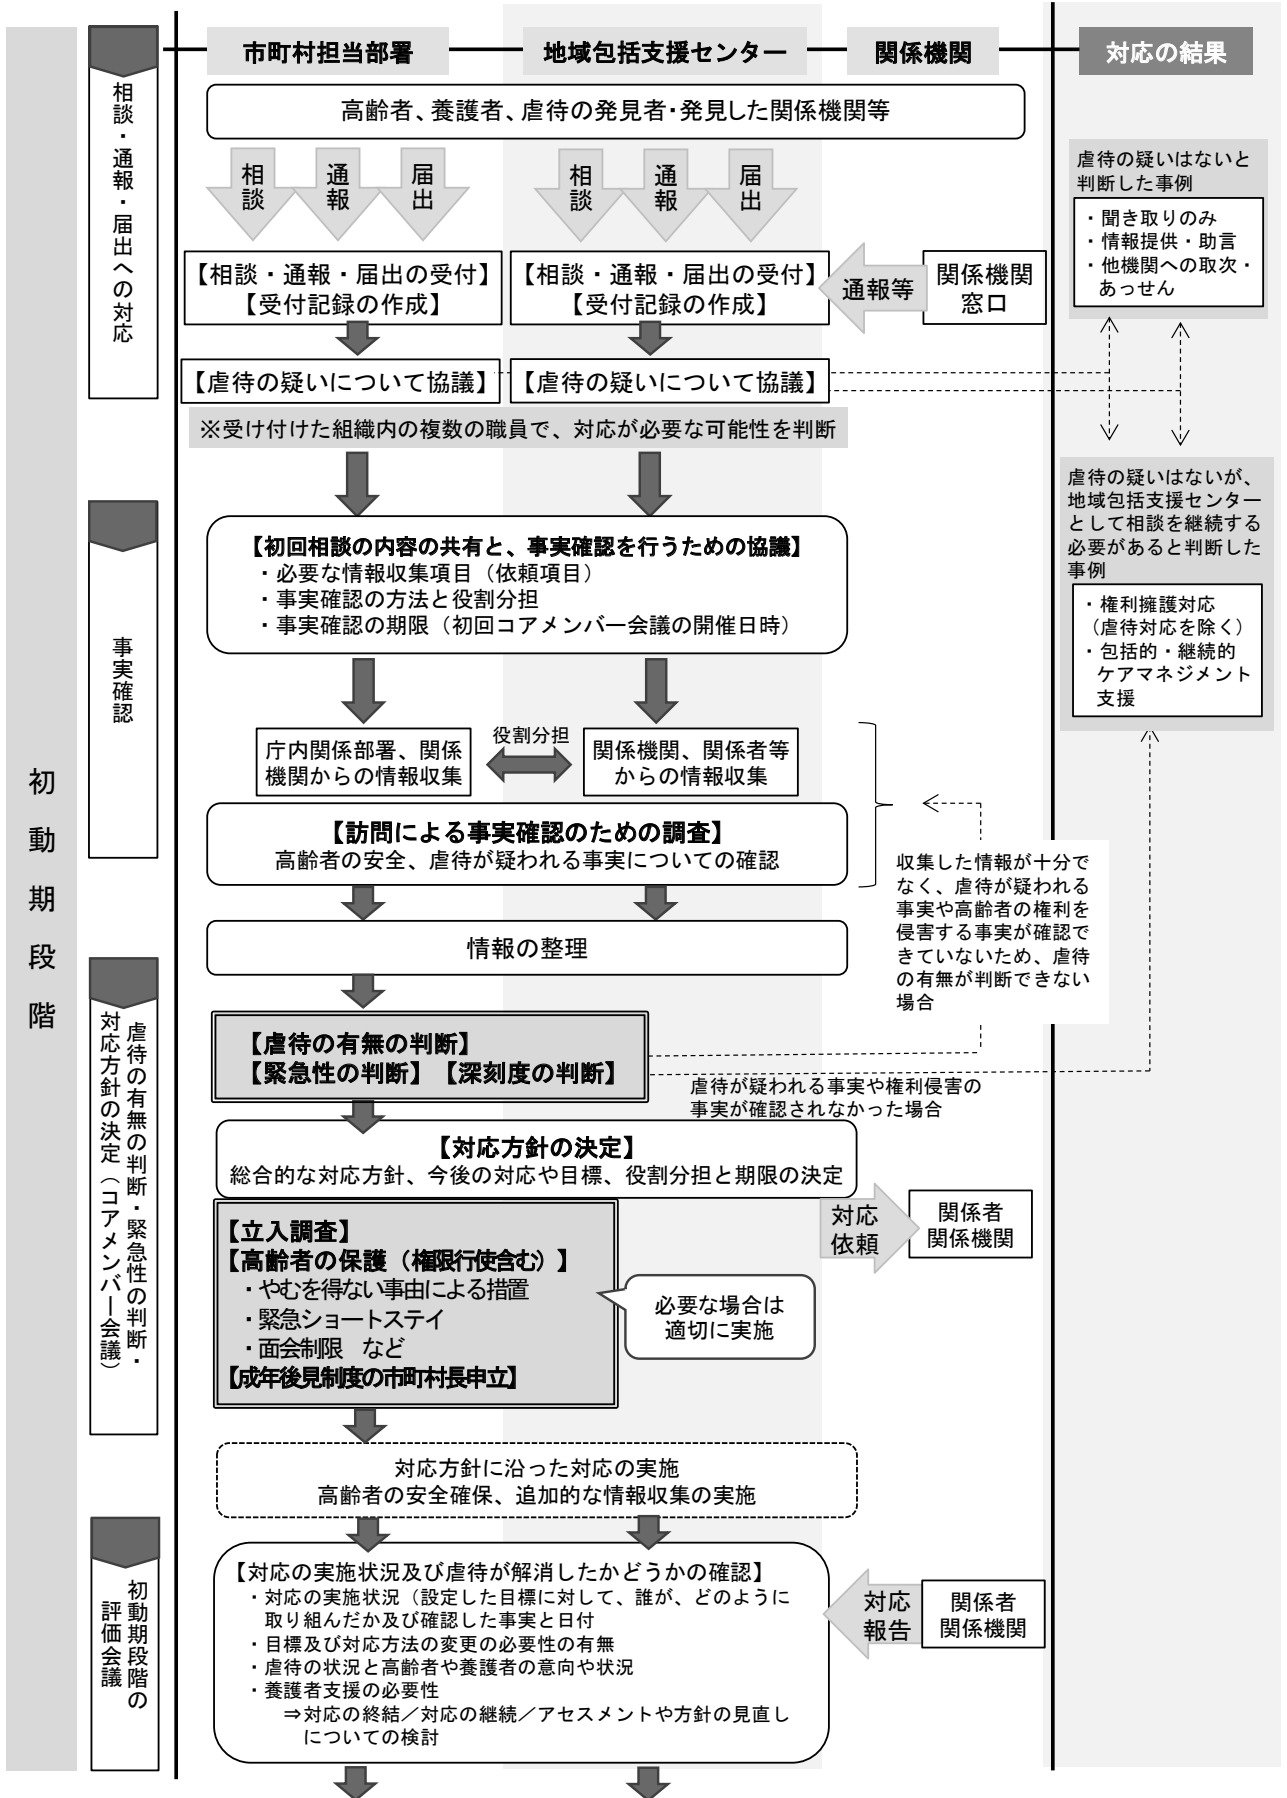 市町村担当部署
地域包括支援センター
関係機関
対応の結果
初動期段階
相談・通報・届出への対応
高齢者、養護者、虐待の発見者・発見した関係機関等
相談
通報
届出
相談
通報
届出
【相談・通報・届出の受付】
【受付記録の作成】
【相談・通報・届出の受付】
【受付記録の作成】
通報等
関係機関
窓口
【虐待の疑いについて協議】
【虐待の疑いについて協議】
※受け付けた組織内の複数の職員で、対応が必要な可能性を判断
虐待の疑いはないと
判断した事例
・聞き取りのみ
・情報提供・助言
・他機関への取次・
あっせん
虐待の疑いはないが、
地域包括支援センター
として相談を継続する
必要があると判断した
事例
・権利擁護対応
（虐待対応を除く）
・包括的・継続的
ケアマネジメント
支援
事実確認
【初回相談の内容の共有と、事実確認を行うための協議】
・必要な情報収集項目（依頼項目）
・事実確認の方法と役割分担
・事実確認の期限（初回コアメンバー会議の開催日時）
庁内関係部署、関係
機関からの情報収集
役割分担
関係機関、関係者等
からの情報収集
【訪問による事実確認のための調査】
高齢者の安全、虐待が疑われる事実についての確認
収集した情報が十分で
なく、虐待が疑われる
事実や高齢者の権利を
侵害する事実が確認で
きていないため、虐待
の有無が判断できない
場合
情報の整理
虐待の有無の判断・緊急性の判断・
対応方針の決定（コアメンバー会議）
【虐待の有無の判断】
【緊急性の判断】【深刻度の判断】
虐待が疑われる事実や権利侵害の
事実が確認されなかった場合
【対応方針の決定】
総合的な対応方針、今後の対応や目標、役割分担と期限の決定
【立入調査】
【高齢者の保護（権限行使含む）】
・やむを得ない事由による措置
・緊急ショートステイ
・面会制限　など
【成年後見制度の市町村長申立】
必要な場合は
適切に実施
対応
依頼
関係者
関係機関
対応方針に沿った対応の実施
高齢者の安全確保、追加的な情報収集の実施
初動期段階の
評価会議
【対応の実施状況及び虐待が解消したかどうかの確認】
・対応の実施状況（設定した目標に対して、誰が、どのように
取り組んだか及び確認した事実と日付
・目標及び対応方法の変更の必要性の有無
・虐待の状況と高齢者や養護者の意向や状況
・養護者支援の必要性
⇒対応の終結／対応の継続／アセスメントや方針の見直し
についての検討
対応
報告
関係者
関係機関